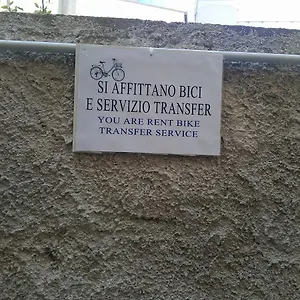 SI AFFITTANO BICI
E SERVIZIO TRANSFER
YOU ARE RENT BIKE
TRANSFER SERVICE